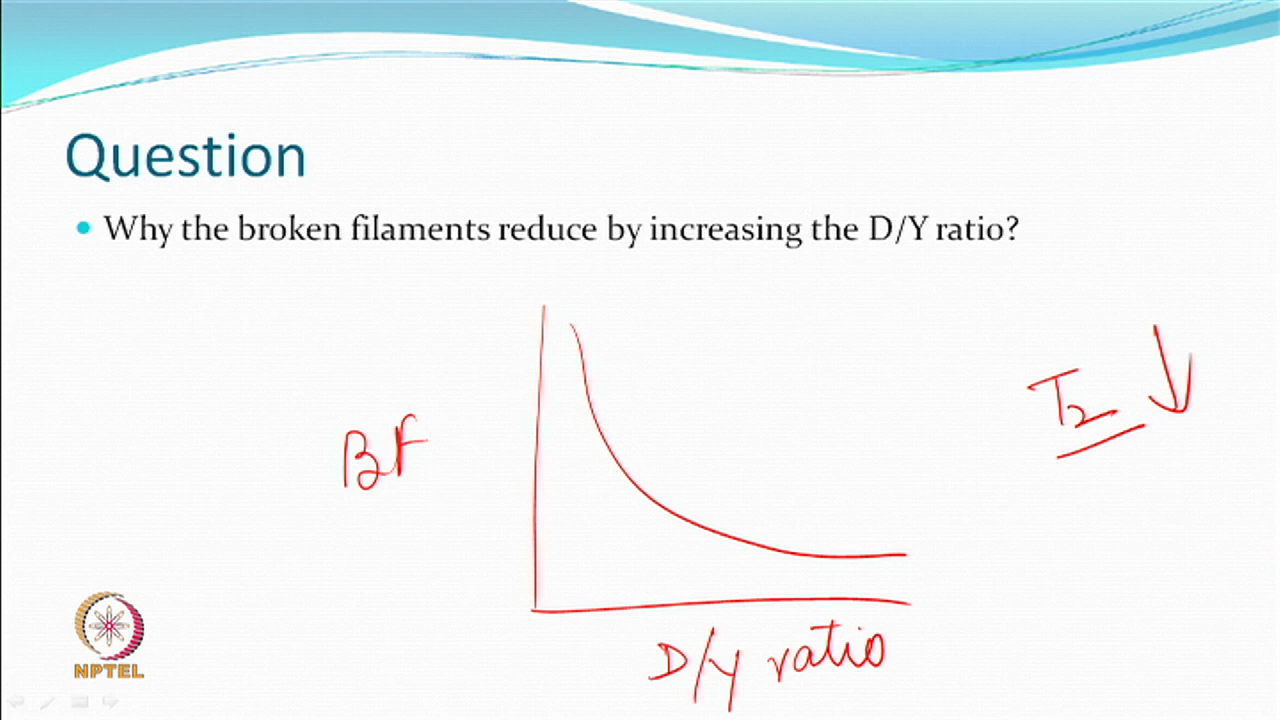 Question
Why the broken filaments reduce by increasing the D/Y ratio?
BF
T2 ↓
D/Y ratio
NPTEL